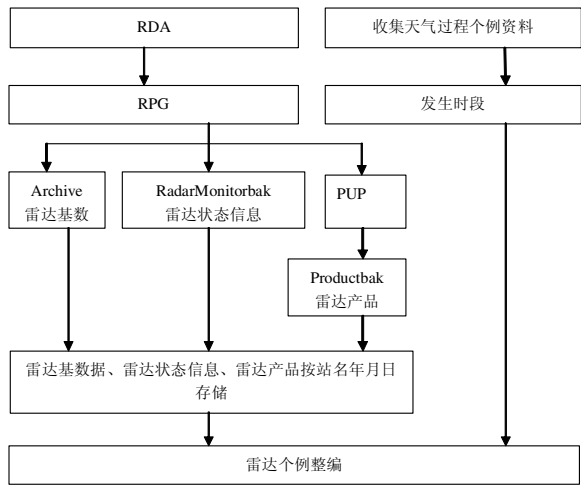 RDA
收集天气过程个例资料
RPG
发生时段
Archive
雷达基数
RadarMonitorbak
雷达状态信息
PUP
Productbak
雷达产品
雷达基数据、雷达状态信息、雷达产品按站名年月日
存储
雷达个例整编